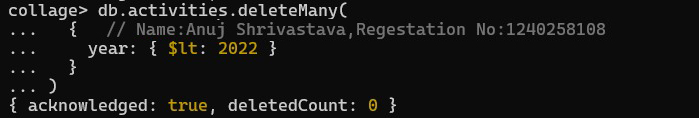 collage> db.activities.deleteMany(
...   {   // Name:Anuj Shrivastava,Regestation No:1240258108
...     year: { $lt: 2022 }
...   }
... )
{ acknowledged: true, deletedCount: 0 }